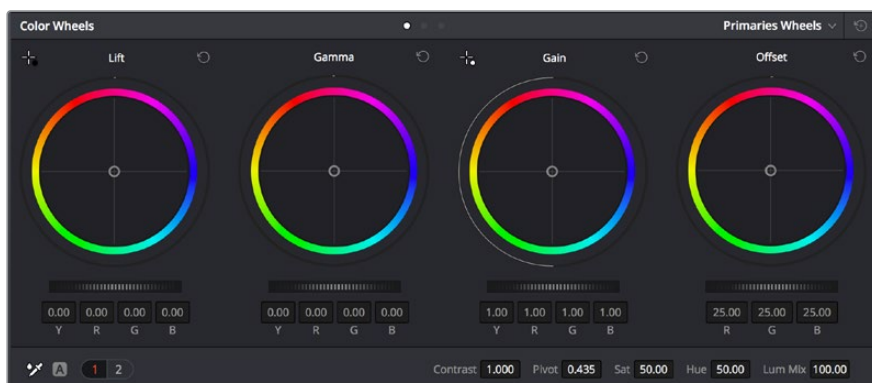 Color Wheels Primaries Wheels
Lift Gamma Gain Offset
0.00 0.00 0.00 0.00 0.00 0.00 0.00 0.00 1.00 1.00 1.00 1.00 25.00 25.00 25.00
Y R G B Y R G B Y R G B R G B
A 1 2 Contrast 1.000 Pivot 0.435 Sat 50.00 Hue 50.00 Lum Mix 100.00